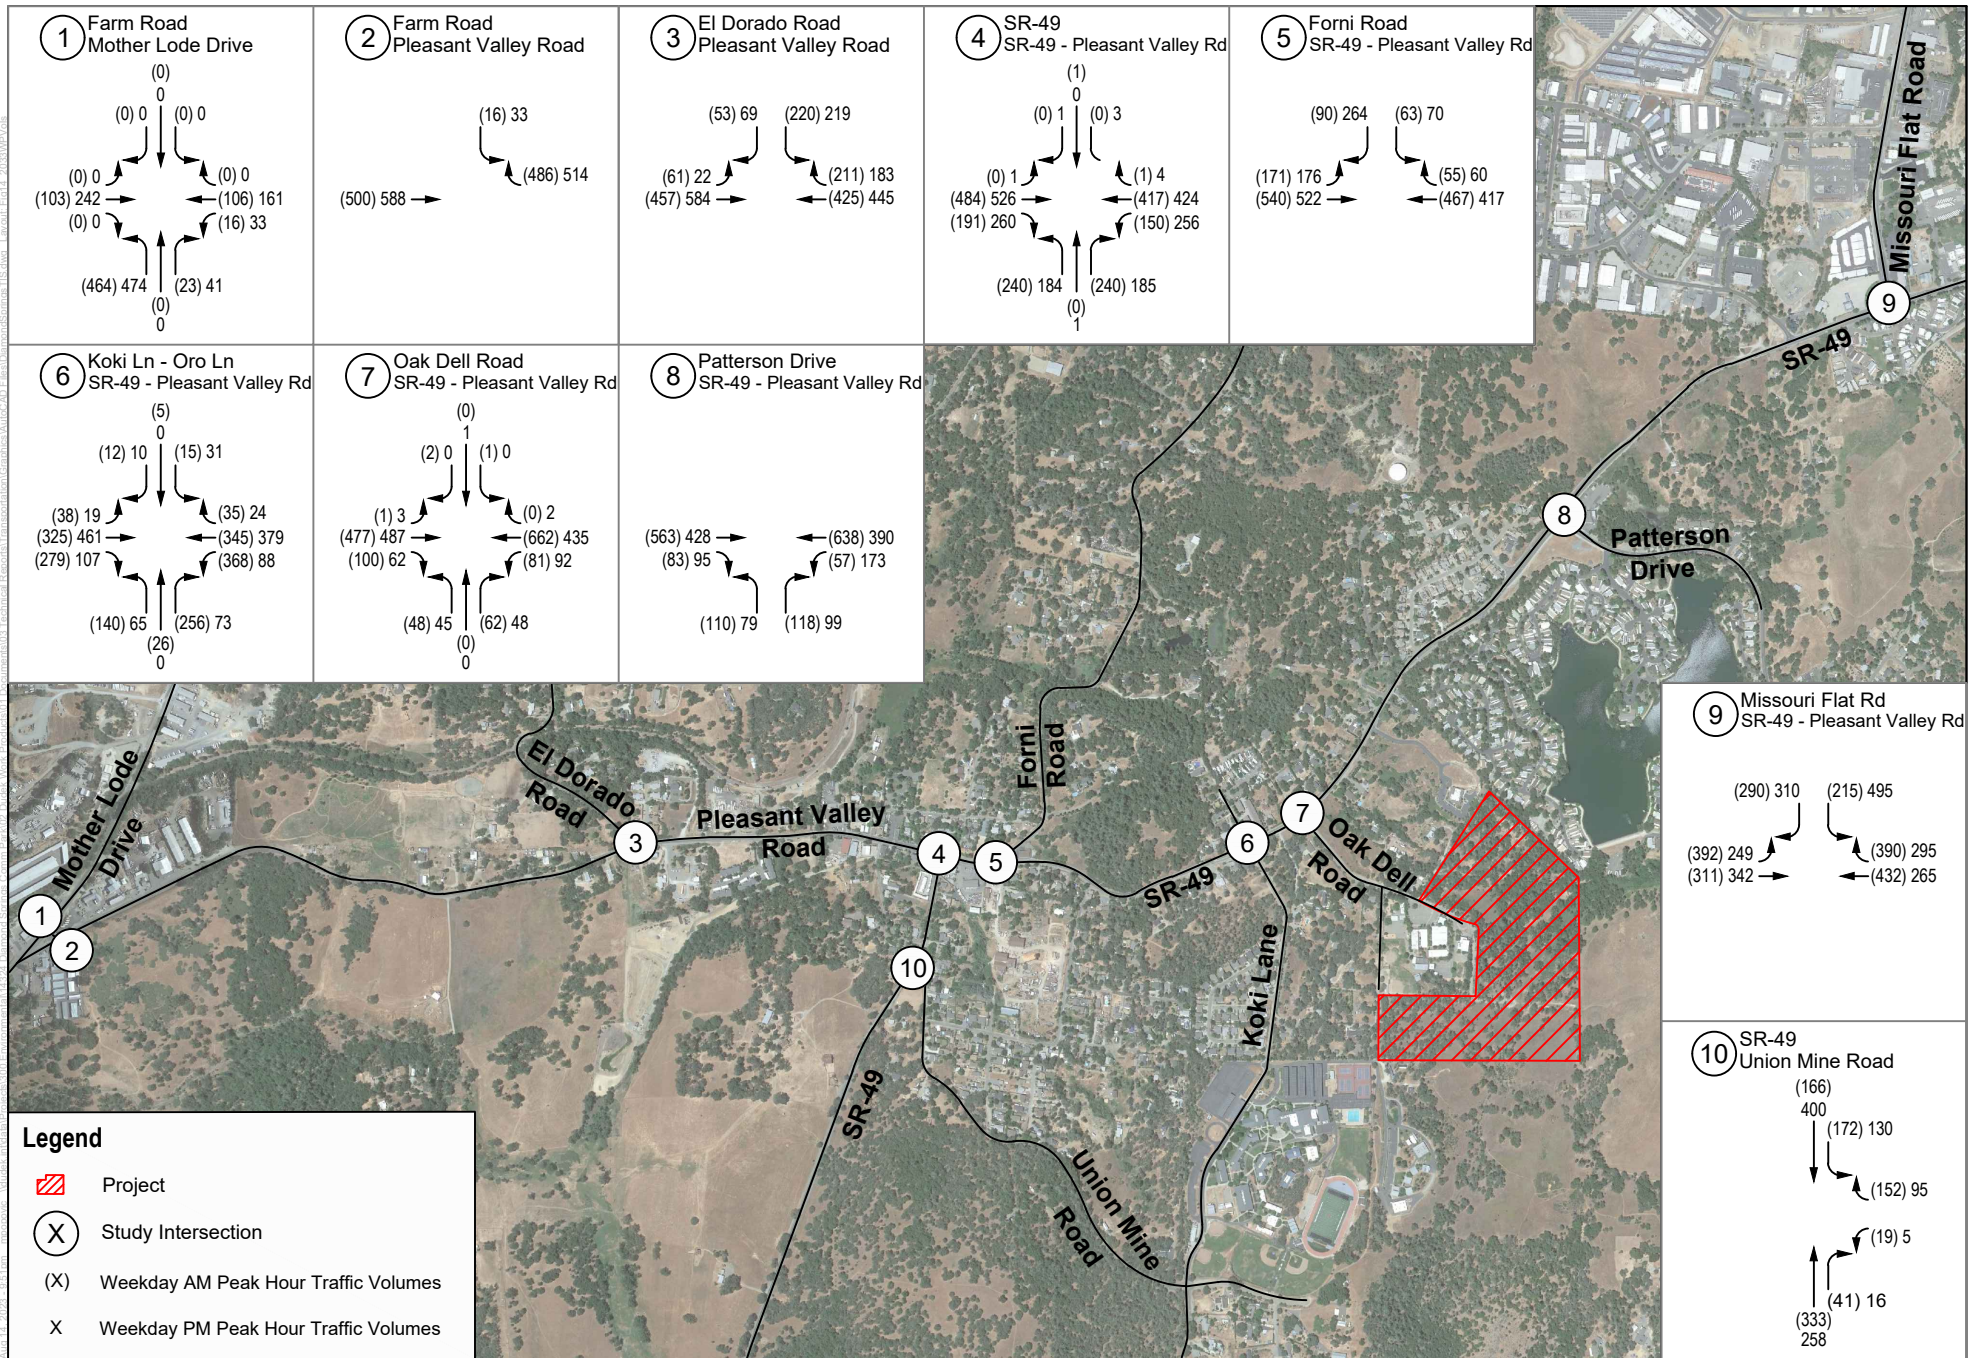 1
Farm Road
Mother Lode Drive
(0)
0
(0) 0
(0) 0
(0) 0
(0) 0
(103) 242
(106) 161
(0) 0
(16) 33
(464) 474
(23) 41
(0)
0
2
Farm Road
Pleasant Valley Road
(16) 33
(486) 514
(500) 588
3
El Dorado Road
Pleasant Valley Road
(53) 69
(220) 219
(61) 22
(211) 183
(457) 584
(425) 445
4
SR-49
SR-49 - Pleasant Valley Rd
(1)
0
(0) 1
(0) 3
(0) 1
(1) 4
(484) 526
(417) 424
(191) 260
(150) 256
(240) 184
(240) 185
(0)
1
5
Forni Road
SR-49 - Pleasant Valley Rd
(90) 264
(63) 70
(171) 176
(55) 60
(540) 522
(467) 417
6
Koki Ln - Oro Ln
SR-49 - Pleasant Valley Rd
(5)
0
(12) 10
(15) 31
(38) 19
(35) 24
(325) 461
(345) 379
(279) 107
(368) 88
(140) 65
(256) 73
(26)
0
7
Oak Dell Road
SR-49 - Pleasant Valley Rd
(0)
1
(2) 0
(1) 0
(1) 3
(0) 2
(477) 487
(662) 435
(100) 62
(81) 92
(48) 45
(62) 48
(0)
0
8
Patterson Drive
SR-49 - Pleasant Valley Rd
(563) 428
(638) 390
(83) 95
(57) 173
(110) 79
(118) 99
9
Missouri Flat Rd
SR-49 - Pleasant Valley Rd
(290) 310
(215) 495
(392) 249
(390) 295
(311) 342
(432) 265
10
SR-49
Union Mine Road
(166)
400
(172) 130
(152) 95
(19) 5
(41) 16
(333)
258
Missouri Flat Road
9
SR-49
8
Patterson
Drive
Forni
Road
7
6
Oak Dell
Road
El Dorado
Road
3
Pleasant Valley
Road
4
5
SR-49
Mother Lode
Drive
1
2
10
Koki Lane
SR-49
Union Mine
Road
Legend
Project
X
Study Intersection
(X)
Weekday AM Peak Hour Traffic Volumes
X
Weekday PM Peak Hour Traffic Volumes